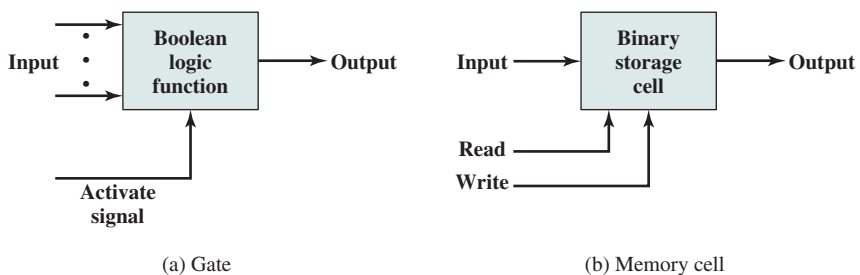 Input
Boolean
logic
function
Output
Activate
signal
(a) Gate
Input
Binary
storage
cell
Output
Read
Write
(b) Memory cell